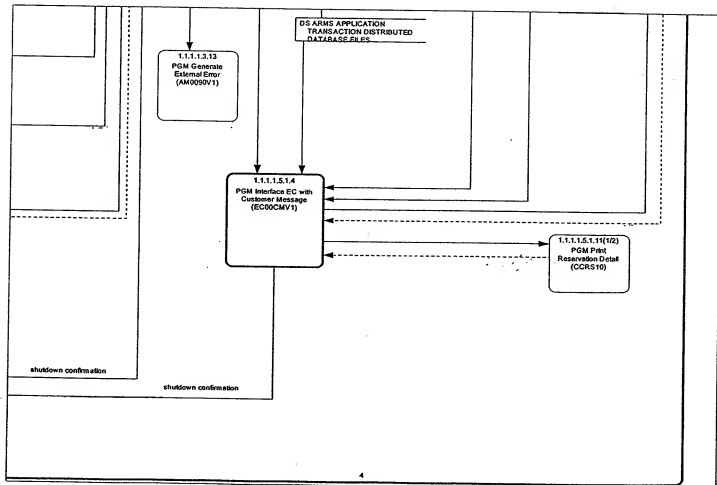 DS ARMS APPLICATION
TRANSACTION DISTRIBUTED
DATABASE FILES
1.1.1.1.3.13
PGM Generate
External Error
(AM0090V1)
1.1.1.1.5.1.4
PGM Interface EC with
Customer Message
(EC00CMV1)
1.1.1.1.5.1.11(1/2)
PGM Print
Reservation Detail
(CCRS10)
shutdown confirmation
shutdown confirmation
4